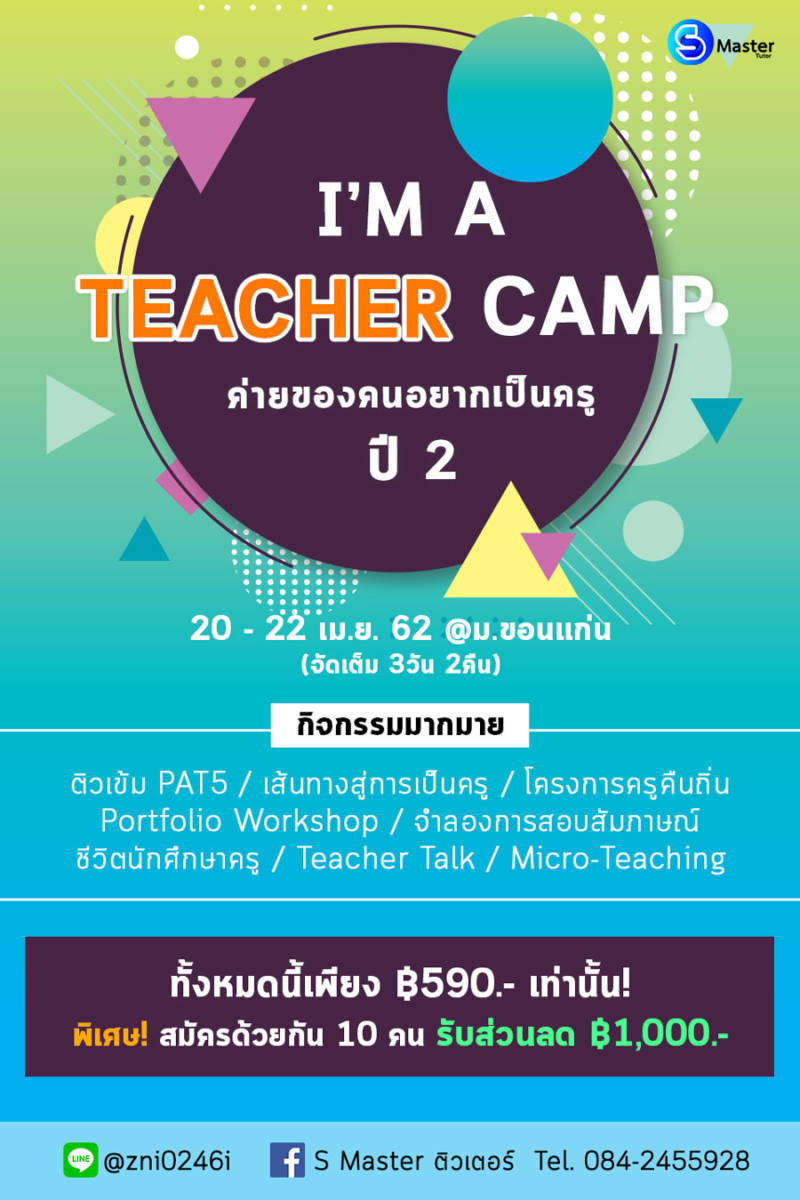 S Master
Tutor
I'M A
TEACHER CAMP
ค่ายของคนอยากเป็นครู
ปี 2
20 - 22 เม.ย. 62 @ม.ขอนแก่น
(จัดเต็ม 3วัน 2คืน)
กิจกรรมมากมาย
ติวเข้ม PAT5 / เส้นทางสู่การเป็นครู / โครงการครูคืนถิ่น
Portfolio Workshop / จำลองการสอบสัมภาษณ์
ชีวิตนักศึกษาครู / Teacher Talk / Micro-Teaching
ทั้งหมดนี้เพียง ฿590.- เท่านั้น!
พิเศษ! สมัครด้วยกัน 10 คน รับส่วนลด ฿1,000.-
LINE @zni0246i f S Master ติวเตอร์ Tel. 084-2455928